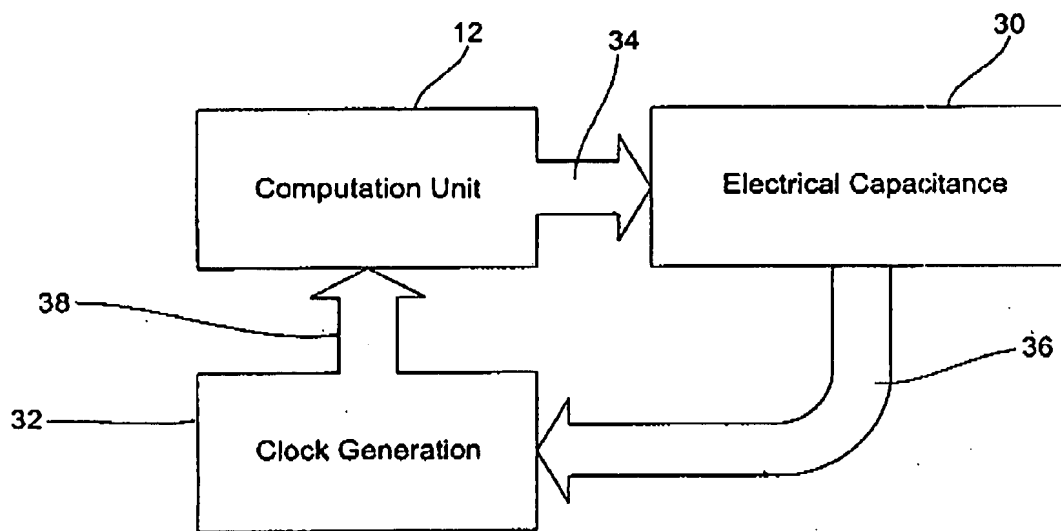 12
34
30
Computation Unit
Electrical Capacitance
38
36
32
Clock Generation